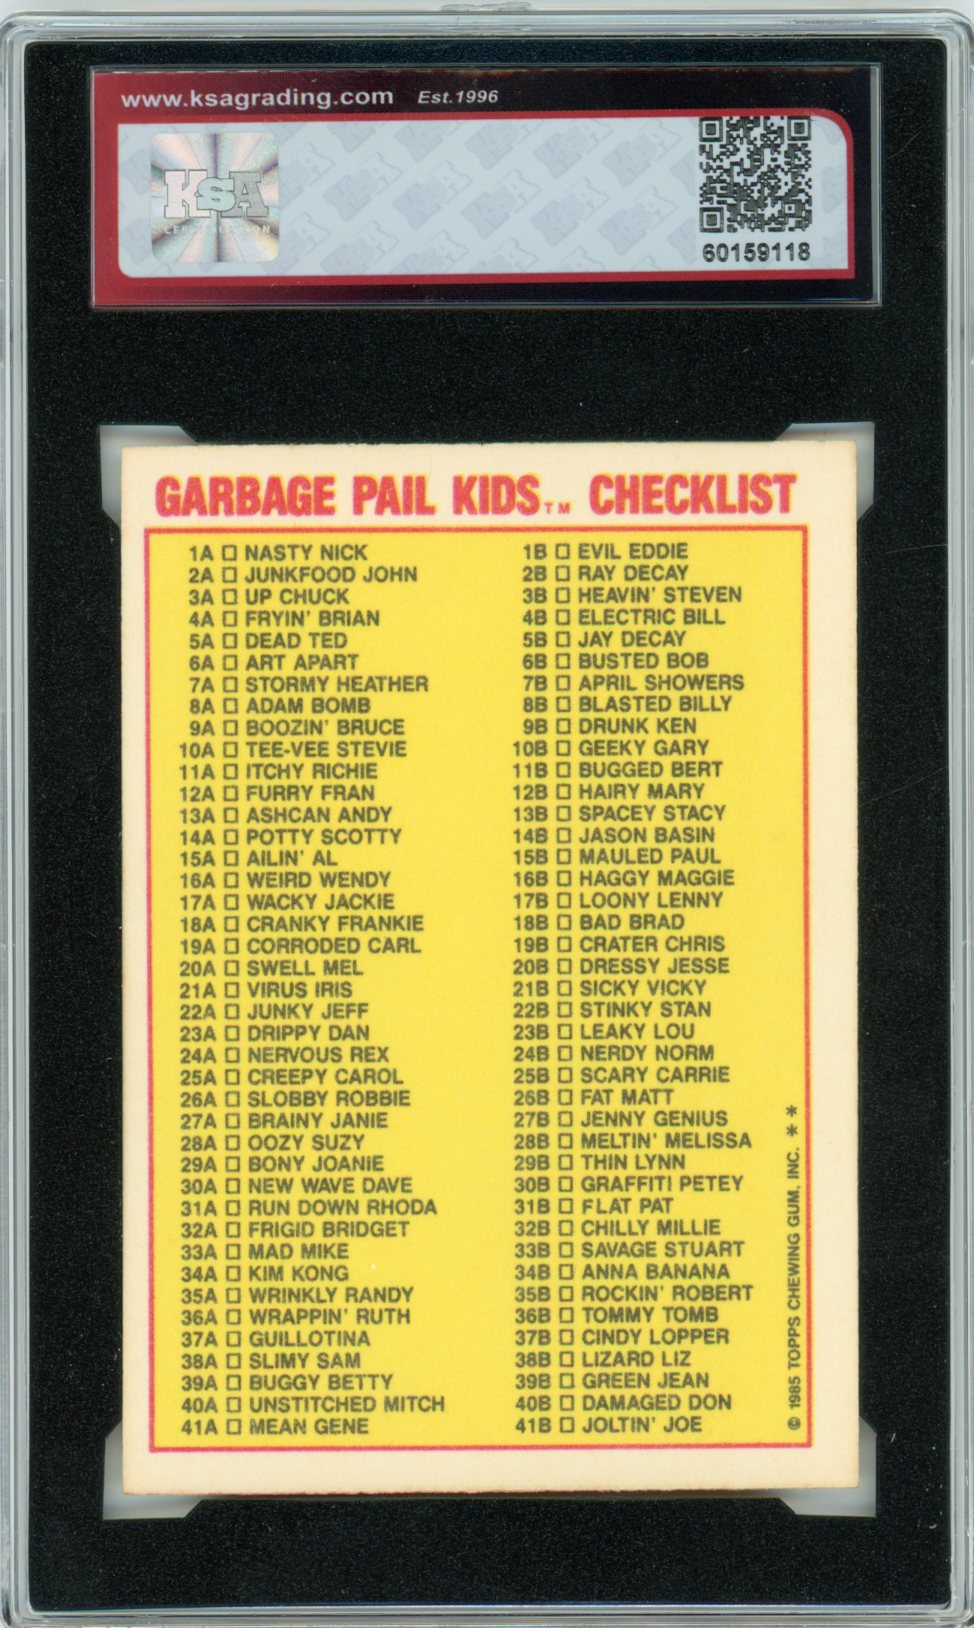 www.ksagrading.com Est.1996
KSA
CERTIFICATION
60159118
GARBAGE PAIL KIDS™ CHECKLIST
1A □ NASTY NICK 1B □ EVIL EDDIE
2A □ JUNKFOOD JOHN 2B □ RAY DECAY
3A □ UP CHUCK 3B □ HEAVIN' STEVEN
4A □ FRYIN' BRIAN 4B □ ELECTRIC BILL
5A □ DEAD TED 5B □ JAY DECAY
6A □ ART APART 6B □ BUSTED BOB
7A □ STORMY HEATHER 7B □ APRIL SHOWERS
8A □ ADAM BOMB 8B □ BLASTED BILLY
9A □ BOOZIN' BRUCE 9B □ DRUNK KEN
10A □ TEE-VEE STEVIE 10B □ GEEKY GARY
11A □ ITCHY RICHIE 11B □ BUGGED BERT
12A □ FURRY FRAN 12B □ HAIRY MARY
13A □ ASHCAN ANDY 13B □ SPACEY STACY
14A □ POTTY SCOTTY 14B □ JASON BASIN
15A □ AILIN' AL 15B □ MAULED PAUL
16A □ WEIRD WENDY 16B □ HAGGY MAGGIE
17A □ WACKY JACKIE 17B □ LOONY LENNY
18A □ CRANKY FRANKIE 18B □ BAD BRAD
19A □ CORRODED CARL 19B □ CRATER CHRIS
20A □ SWELL MEL 20B □ DRESSY JESSE
21A □ VIRUS IRIS 21B □ SICKY VICKY
22A □ JUNKY JEFF 22B □ STINKY STAN
23A □ DRIPPY DAN 23B □ LEAKY LOU
24A □ NERVOUS REX 24B □ NERDY NORM
25A □ CREEPY CAROL 25B □ SCARY CARRIE
26A □ SLOBBY ROBBIE 26B □ FAT MATT
27A □ BRAINY JANIE 27B □ JENNY GENIUS
28A □ OOZY SUZY 28B □ MELTIN' MELISSA
29A □ BONY JOANIE 29B □ THIN LYNN
30A □ NEW WAVE DAVE 30B □ GRAFFITI PETEY
31A □ RUN DOWN RHODA 31B □ FLAT PAT
32A □ FRIGID BRIDGET 32B □ CHILLY MILLIE
33A □ MAD MIKE 33B □ SAVAGE STUART
34A □ KIM KONG 34B □ ANNA BANANA
35A □ WRINKLY RANDY 35B □ ROCKIN' ROBERT
36A □ WRAPPIN' RUTH 36B □ TOMMY TOMB
37A □ GUILLOTINA 37B □ CINDY LOPPER
38A □ SLIMY SAM 38B □ LIZARD LIZ
39A □ BUGGY BETTY 39B □ GREEN JEAN
40A □ UNSTITCHED MITCH 40B □ DAMAGED DON
41A □ MEAN GENE 41B □ JOLTIN' JOE
© 1985 TOPPS CHEWING GUM, INC. * *